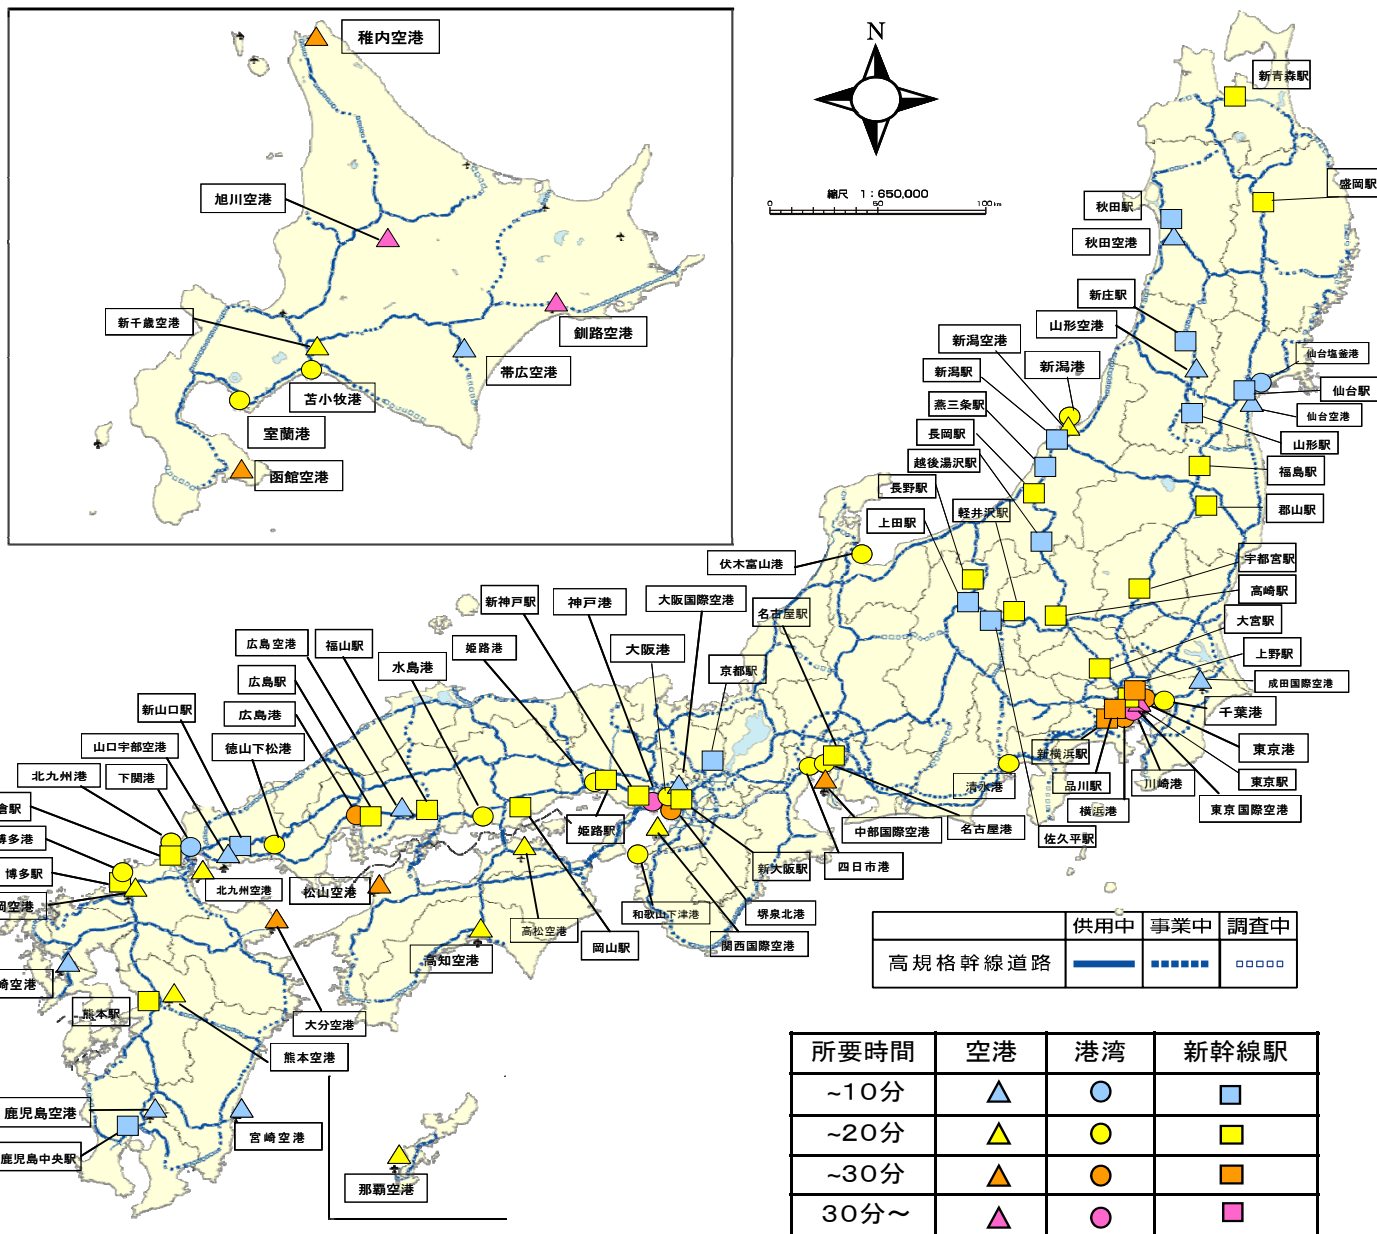 稚内空港
N
新青森駅
旭川空港
盛岡駅
縮尺 1:650,000
0 50 100km
秋田駅
秋田空港
新千歳空港
釧路空港
帯広空港
苫小牧港
室蘭港
函館空港
新庄駅
山形空港
新潟空港
新潟港
新潟駅
燕三条駅
長岡駅
越後湯沢駅
長野駅
軽井沢駅
上田駅
仙台塩釜港
仙台駅
仙台空港
山形駅
福島駅
郡山駅
宇都宮駅
高崎駅
大宮駅
上野駅
成田国際空港
千葉港
東京港
東京駅
東京国際空港
川崎港
新横浜駅
品川駅
横浜港
清水港
佐久平駅
伏木富山港
名古屋駅
大阪国際空港
神戸港
新神戸駅
姫路港
大阪港
京都駅
水島港
福山駅
広島空港
広島駅
広島港
新山口駅
山口宇部空港
徳山下松港
下関港
北九州港
倉駅
博多港
博多駅
岡空港
北九州空港
松山空港
姫路駅
高松空港
岡山駅
高知空港
和歌山下津港
新大阪駅
堺泉北港
関西国際空港
中部国際空港
名古屋港
四日市港
崎空港
熊本駅
大分空港
熊本空港
鹿児島空港
宮崎空港
鹿児島中央駅
那覇空港
供用中 事業中 調査中
高規格幹線道路
所要時間 空港 港湾 新幹線駅
~10分
~20分
~30分
30分～